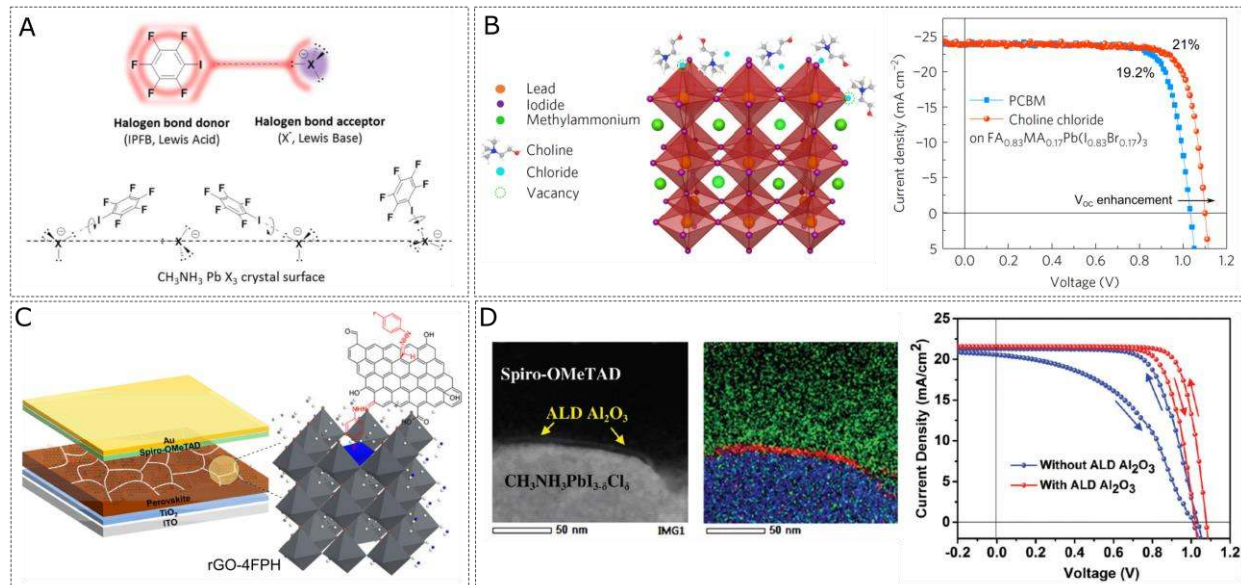 A
F
F
F
I
F
F
X
Halogen bond donor
(IPFB, Lewis Acid)
Halogen bond acceptor
(X⁻, Lewis Base)
F
F
F
F
F
I
F
F
F
F
F
I
F
F
F
F
F
I
X
X
X
X
CH₃NH₃ Pb X₃ crystal surface
B
Lead
Iodide
Methylammonium
Choline
Chloride
Vacancy
Current density (mA cm⁻²)
-25
-20
-15
-10
-5
0
5
21%
19.2%
PCBM
Choline chloride
on FA₀.₈₃MA₀.₁₇Pb(I₀.₈₃Br₀.₁₇)₃
V_OC enhancement
0.0
0.2
0.4
0.6
0.8
1.0
1.2
Voltage (V)
C
Au
Spiro-OMeTAD
Perovskite
TiO₂
ITO
OH
HO
OH
rGO-4FPH
D
Spiro-OMeTAD
ALD Al₂O₃
CH₃NH₃PbI₃₋δClδ
50 nm
IMG1
50 nm
Current Density (mA/cm²)
25
20
15
10
5
0
Without ALD Al₂O₃
With ALD Al₂O₃
-0.2
0.0
0.2
0.4
0.6
0.8
1.0
1.2
Voltage (V)